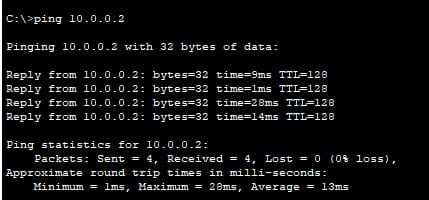 C:\>ping 10.0.0.2
Pinging 10.0.0.2 with 32 bytes of data:
Reply from 10.0.0.2: bytes=32 time=9ms TTL=128
Reply from 10.0.0.2: bytes=32 time=1ms TTL=128
Reply from 10.0.0.2: bytes=32 time=28ms TTL=128
Reply from 10.0.0.2: bytes=32 time=14ms TTL=128
Ping statistics for 10.0.0.2:
Packets: Sent = 4, Received = 4, Lost = 0 (0% loss),
Approximate round trip times in milli-seconds:
Minimum = 1ms, Maximum = 28ms, Average = 13ms